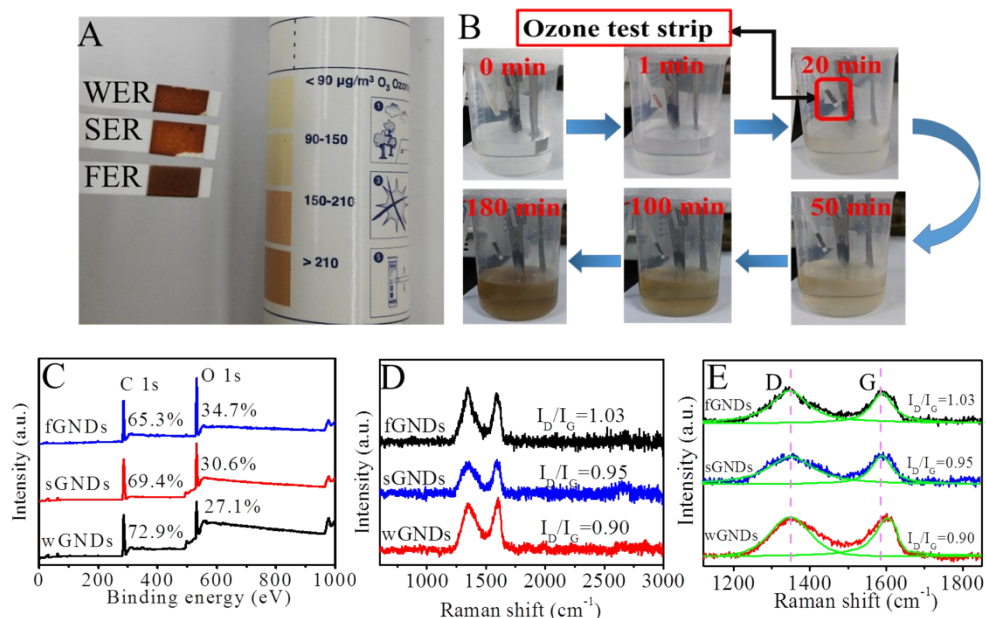 A
WER
SER
FER
< 90 µg/m³ O₃ Ozon
90-150
150-210
> 210
1
3
5
B
Ozone test strip
0 min
1 min
20 min
180 min
100 min
50 min
C
C 1s
O 1s
65.3%
34.7%
fGNDs
69.4%
30.6%
sGNDs
72.9%
27.1%
wGNDs
Intensity (a.u.)
0 200 400 600 800 1000
Binding energy (eV)
D
fGNDs
I_D/I_G=1.03
sGNDs
I_D/I_G=0.95
wGNDs
I_D/I_G=0.90
Intensity (a.u.)
1000 1500 2000 2500 3000
Raman shift (cm⁻¹)
E
D
G
fGNDs
I_D/I_G=1.03
sGNDs
I_D/I_G=0.95
wGNDs
I_D/I_G=0.90
Intensity (a.u.)
1200 1400 1600 1800
Raman shift (cm⁻¹)